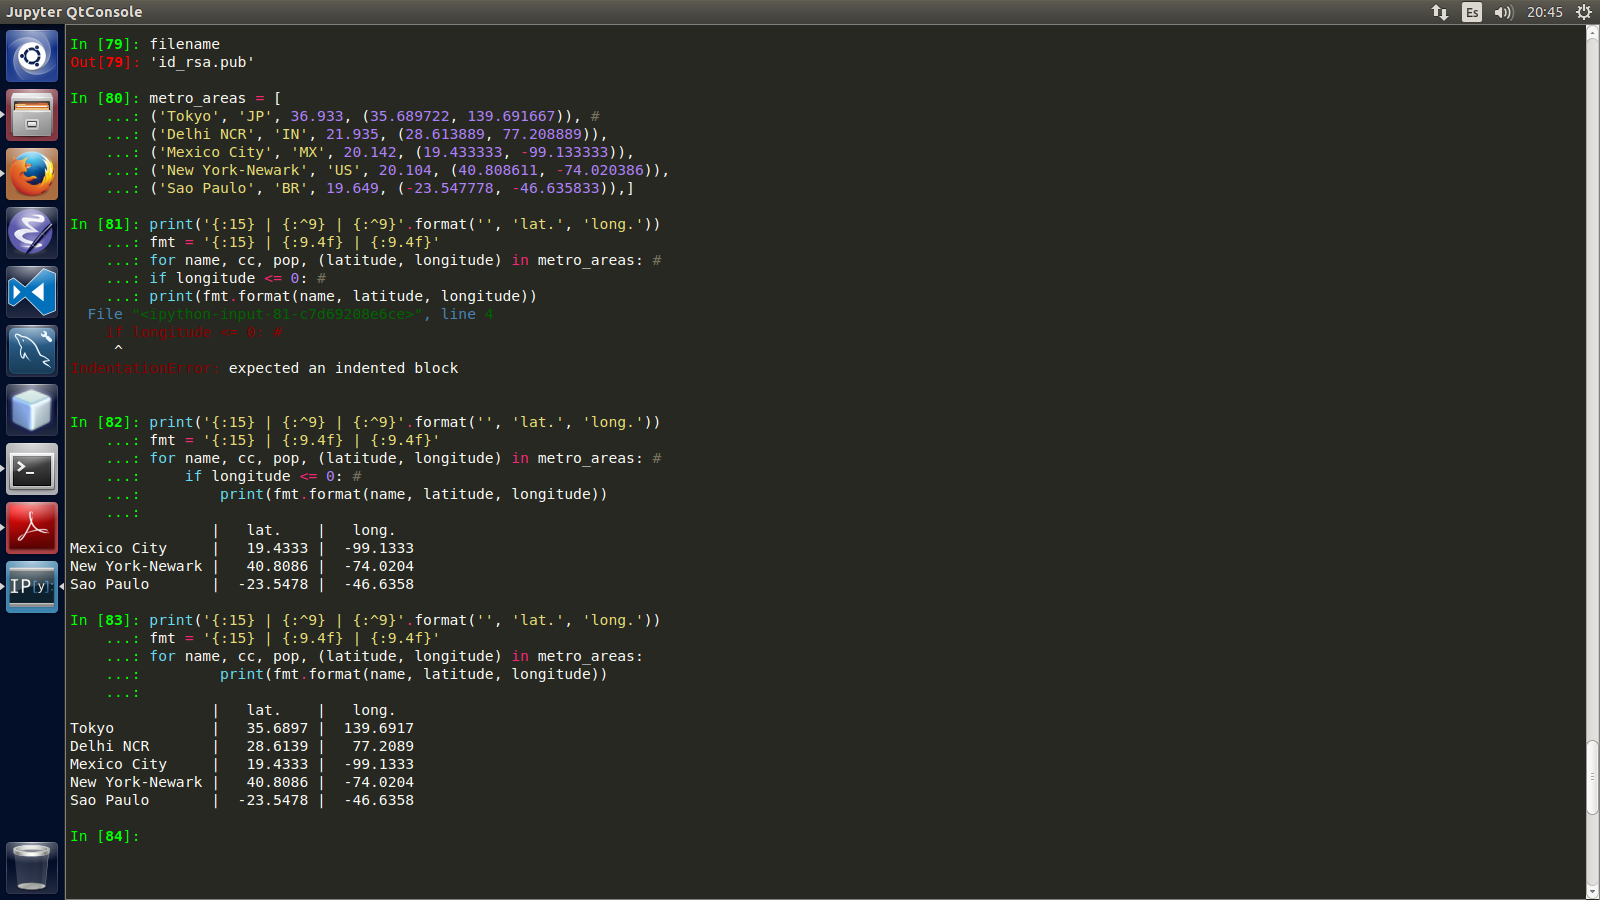 Jupyter QtConsole
Es
20:45
In [79]: filename
Out[79]: 'id_rsa.pub'
In [80]: metro_areas = [
...: ('Tokyo', 'JP', 36.933, (35.689722, 139.691667)), #
...: ('Delhi NCR', 'IN', 21.935, (28.613889, 77.208889)),
...: ('Mexico City', 'MX', 20.142, (19.433333, -99.133333)),
...: ('New York-Newark', 'US', 20.104, (40.808611, -74.020386)),
...: ('Sao Paulo', 'BR', 19.649, (-23.547778, -46.635833)),]
In [81]: print('{:15} | {:^9} | {:^9}'.format('', 'lat.', 'long.'))
...: fmt = '{:15} | {:9.4f} | {:9.4f}'
...: for name, cc, pop, (latitude, longitude) in metro_areas: #
...: if longitude <= 0: #
...: print(fmt.format(name, latitude, longitude))
File "<ipython-input-81-c7d69208e6ce>", line 4
if longitude <= 0: #
^
IndentationError: expected an indented block
In [82]: print('{:15} | {:^9} | {:^9}'.format('', 'lat.', 'long.'))
...: fmt = '{:15} | {:9.4f} | {:9.4f}'
...: for name, cc, pop, (latitude, longitude) in metro_areas: #
...:     if longitude <= 0: #
...:         print(fmt.format(name, latitude, longitude))
...:
                |   lat.    |   long.
Mexico City     |   19.4333 |  -99.1333
New York-Newark |   40.8086 |  -74.0204
Sao Paulo       |  -23.5478 |  -46.6358
In [83]: print('{:15} | {:^9} | {:^9}'.format('', 'lat.', 'long.'))
...: fmt = '{:15} | {:9.4f} | {:9.4f}'
...: for name, cc, pop, (latitude, longitude) in metro_areas:
...:         print(fmt.format(name, latitude, longitude))
...:
                |   lat.    |   long.
Tokyo           |   35.6897 |  139.6917
Delhi NCR       |   28.6139 |   77.2089
Mexico City     |   19.4333 |  -99.1333
New York-Newark |   40.8086 |  -74.0204
Sao Paulo       |  -23.5478 |  -46.6358
IP[y]:
In [84]: